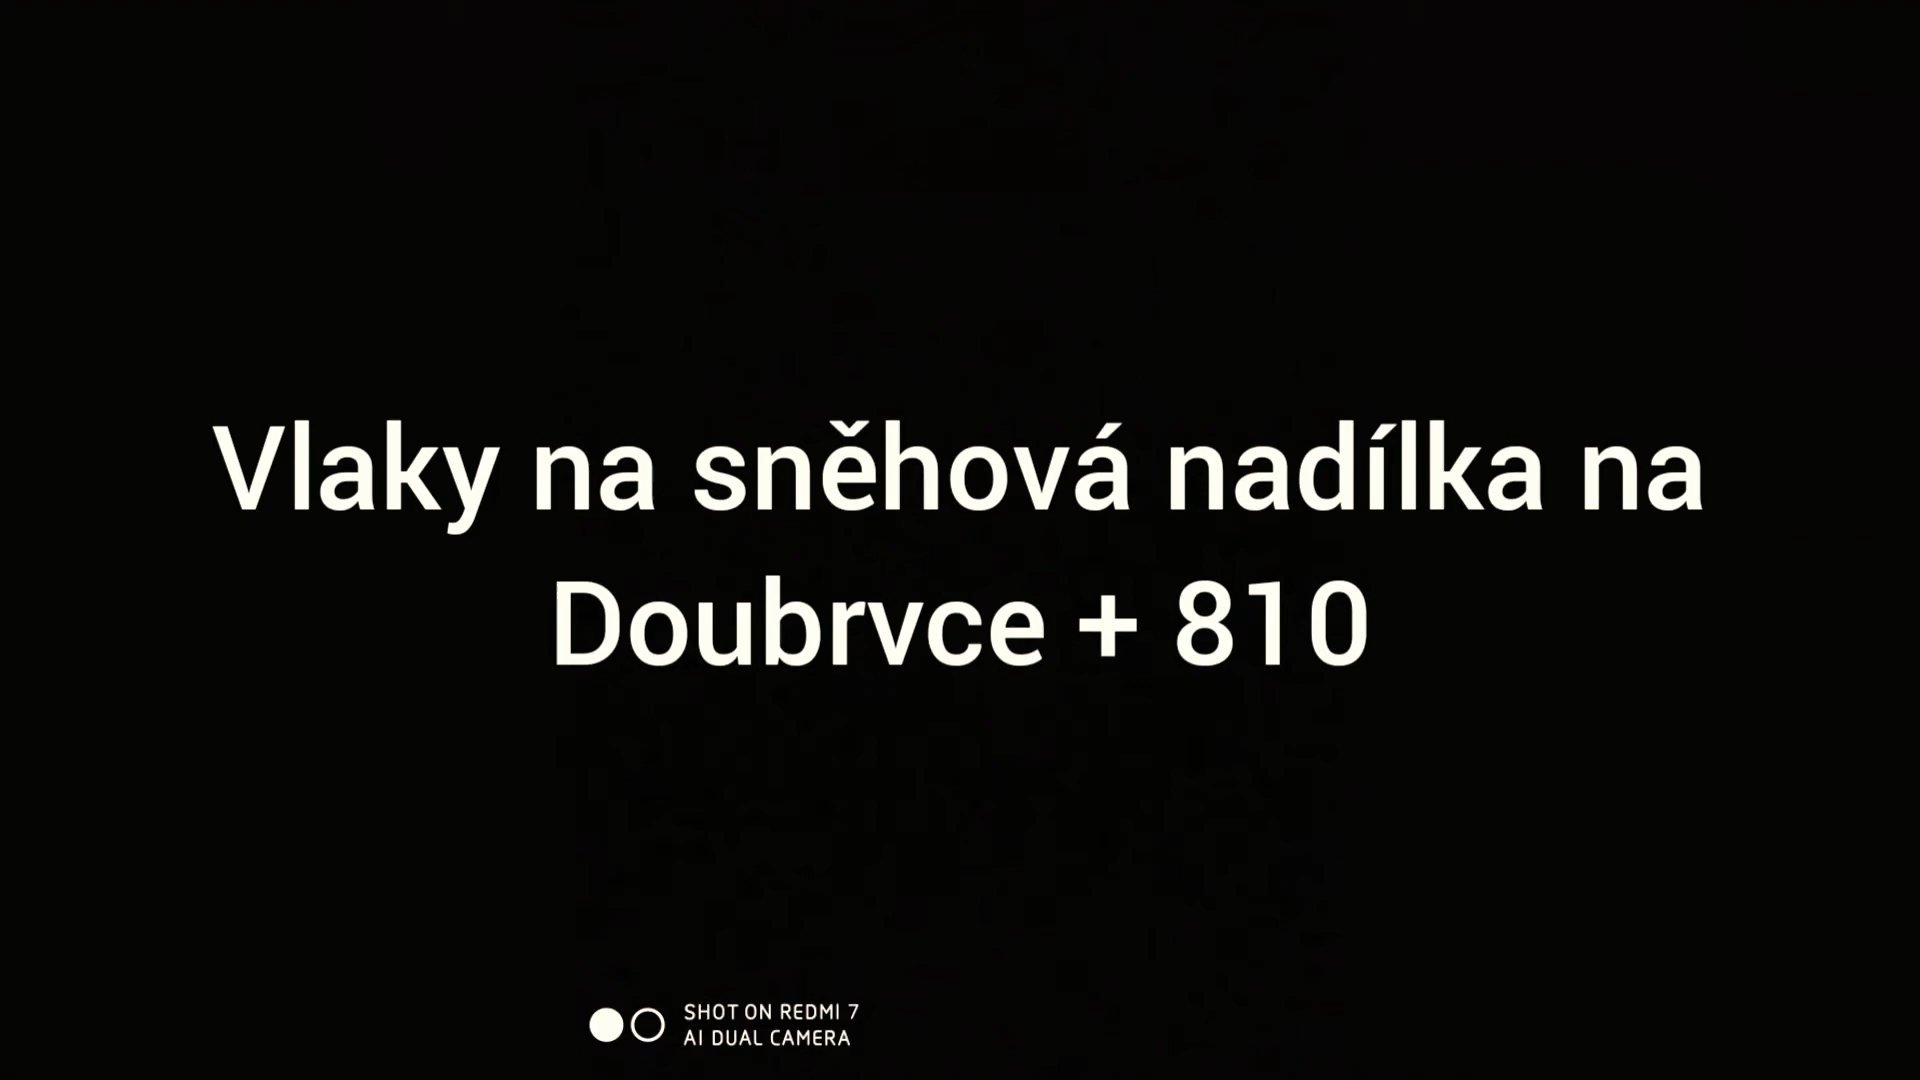 Vlaky na sněhová nadílka na
Doubrvce + 810
SHOT ON REDMI 7
AI DUAL CAMERA